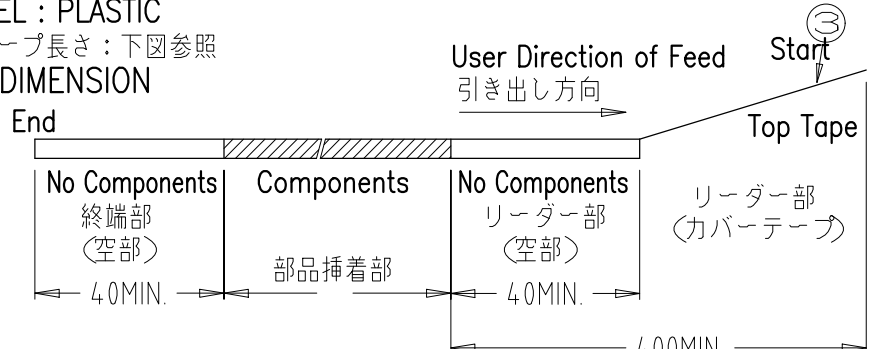 EL : PLASTIC
ープ長さ : 下図参照
DIMENSION
User Direction of Feed
引き出し方向
Start
③
End
Top Tape
No Components
終端部
(空部)
Components
部品挿着部
No Components
リーダー部
(空部)
リーダー部
(カバーテープ)
40MIN.
40MIN.
400MIN.